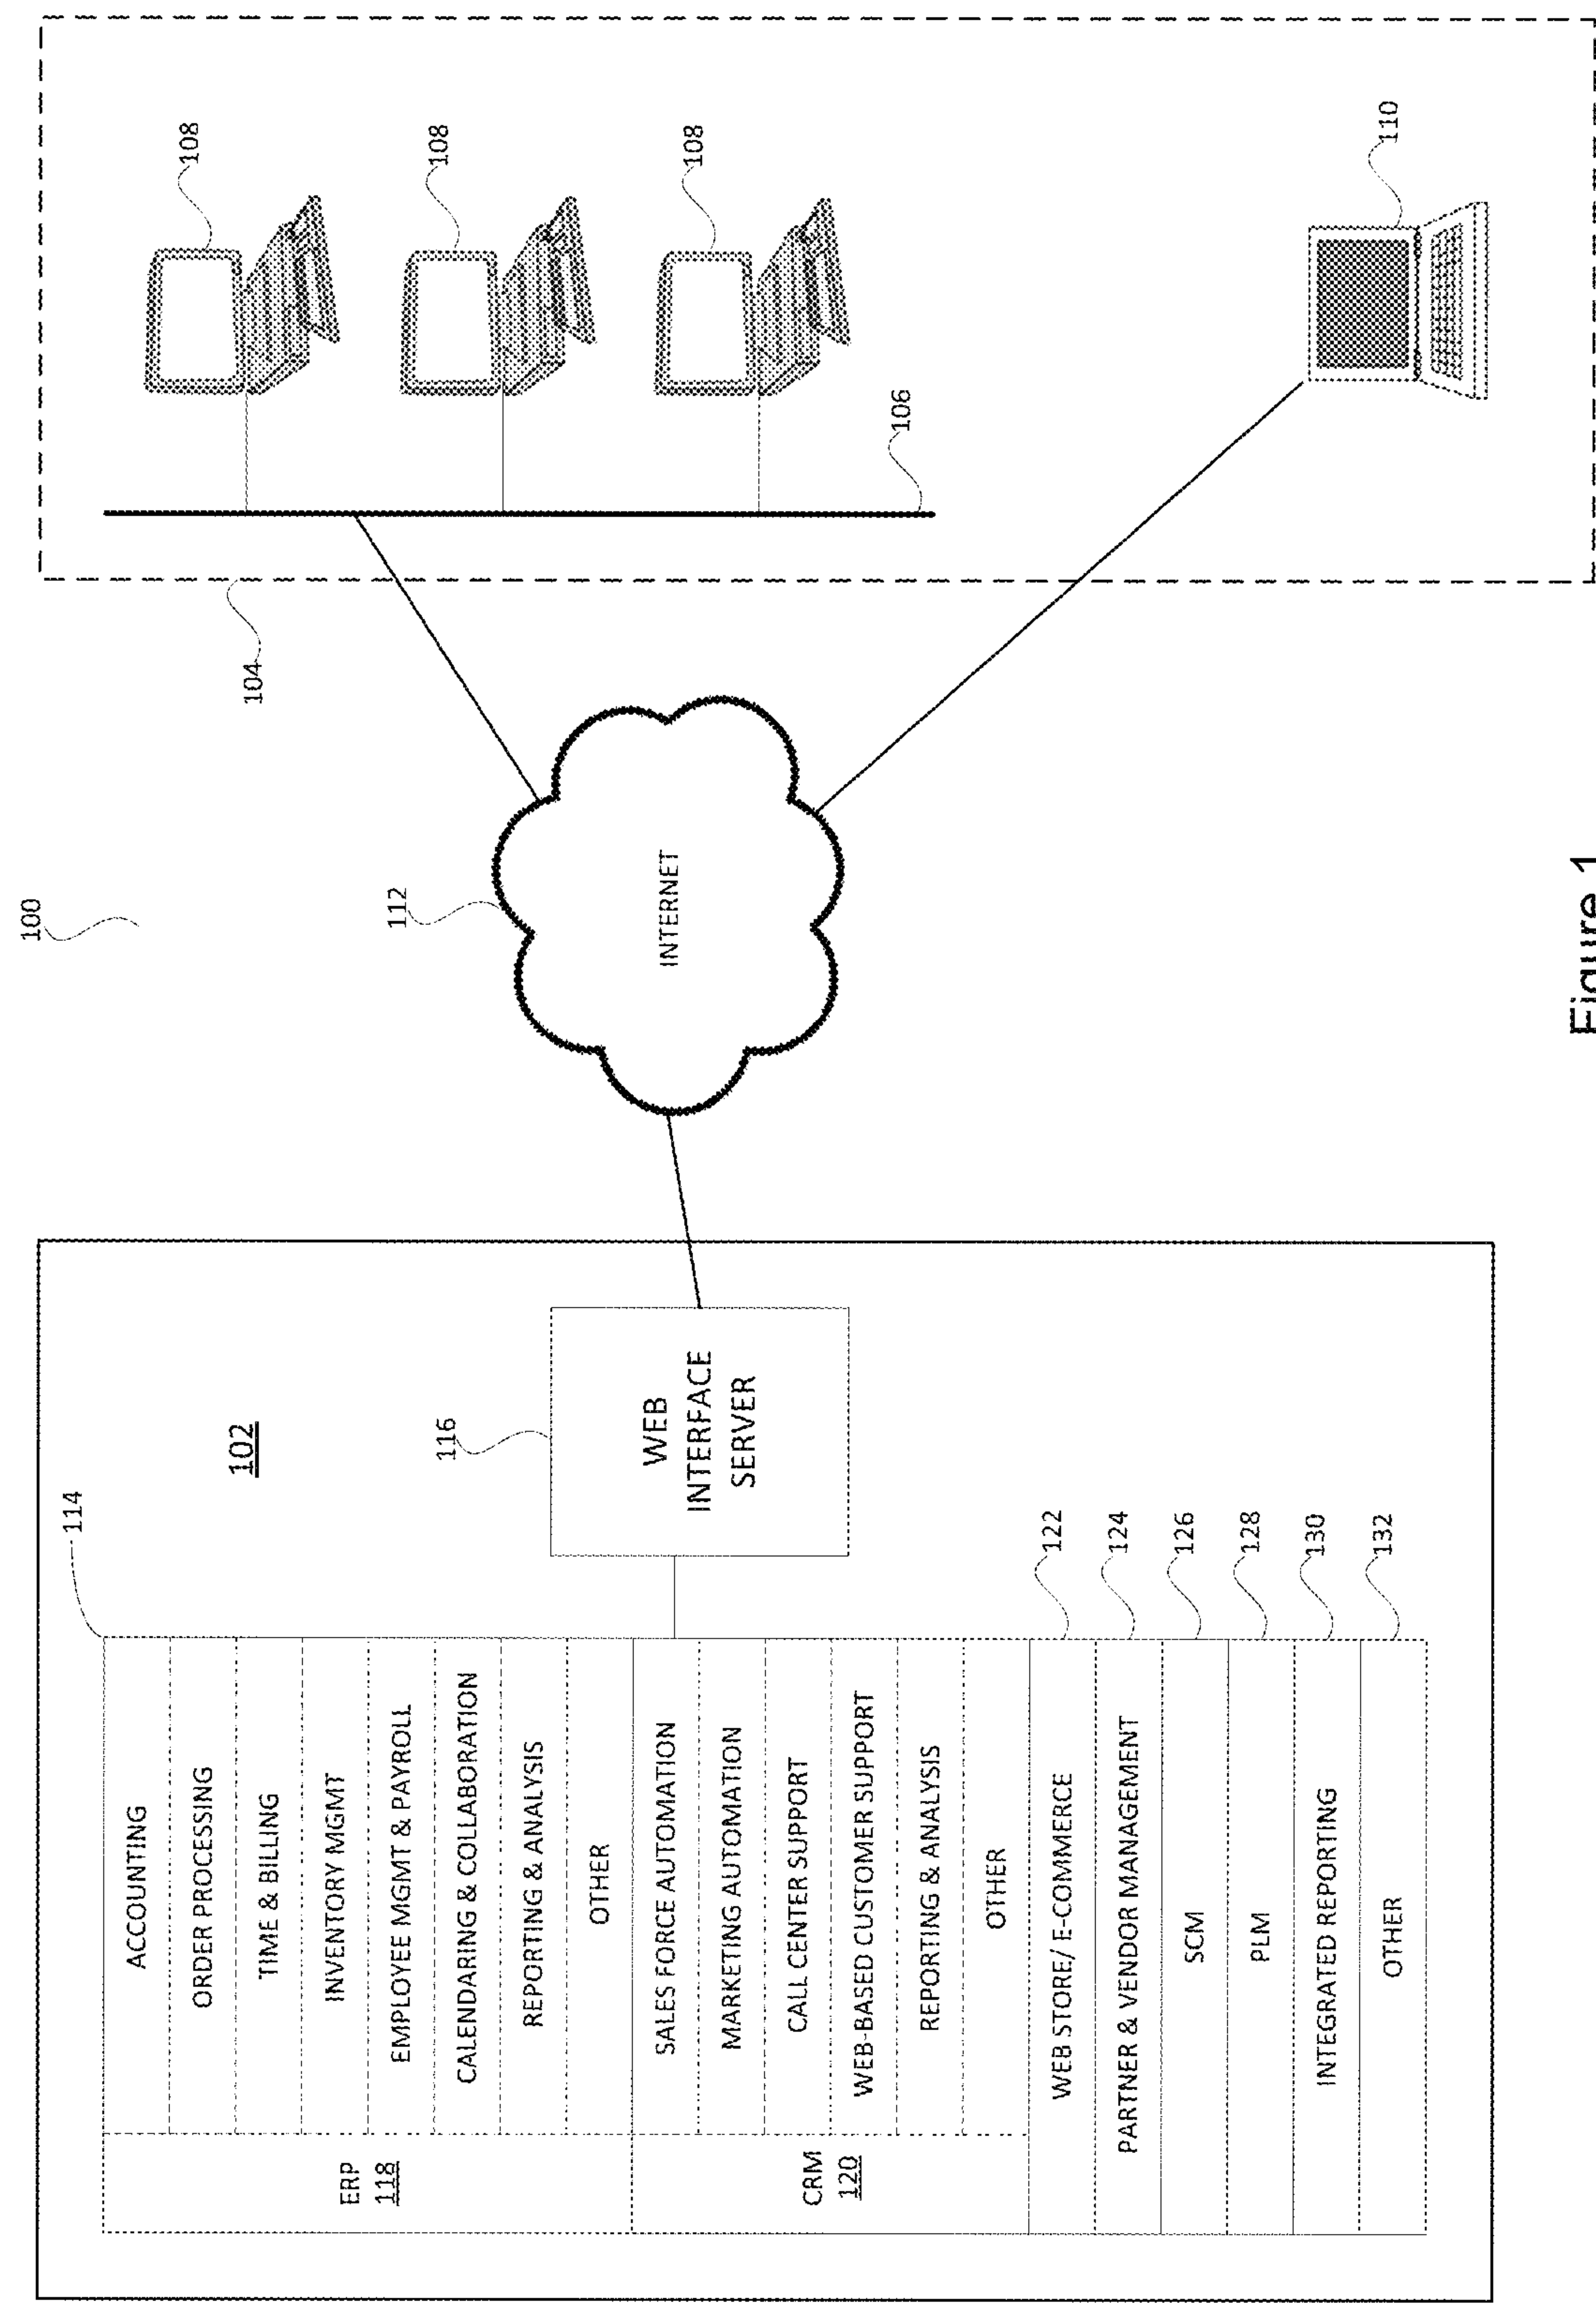 100
102
114
ERP
118
ACCOUNTING
ORDER PROCESSING
TIME & BILLING
INVENTORY MGMT
EMPLOYEE MGMT & PAYROLL
CALENDARING & COLLABORATION
REPORTING & ANALYSIS
OTHER
CRM
120
SALES FORCE AUTOMATION
MARKETING AUTOMATION
CALL CENTER SUPPORT
WEB-BASED CUSTOMER SUPPORT
REPORTING & ANALYSIS
OTHER
WEB STORE/ E-COMMERCE
122
PARTNER & VENDOR MANAGEMENT
124
SCM
126
PLM
128
INTEGRATED REPORTING
130
OTHER
132
116
WEB
INTERFACE
SERVER
112
INTERNET
104
106
108
108
108
110
Figure 1